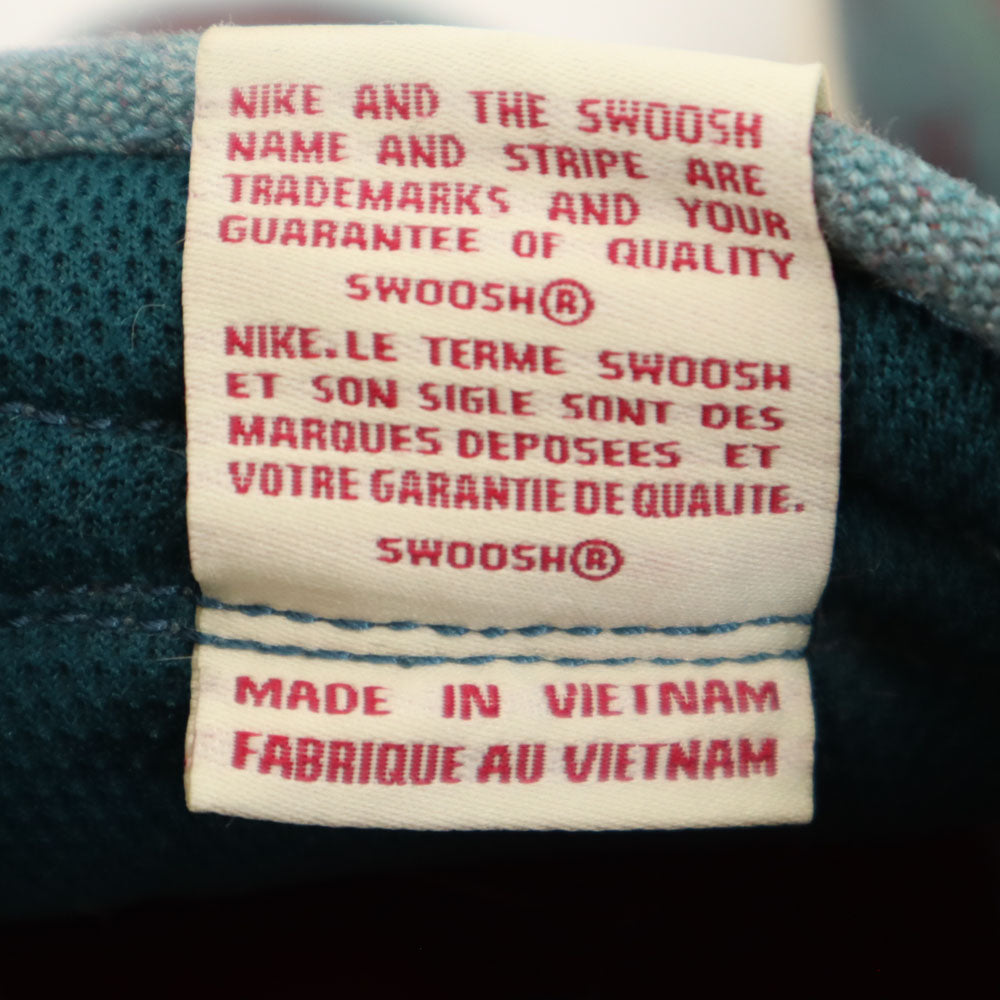 NIKE AND THE SWOOSH
NAME AND STRIPE ARE
TRADEMARKS AND YOUR
GUARANTEE OF QUALITY
SWOOSH®
NIKE.LE TERME SWOOSH
ET SON SIGLE SONT DES
MARQUES DEPOSEES ET
VOTRE GARANTIE DE QUALITE.
SWOOSH®
MADE IN VIETNAM
FABRIQUE AU VIETNAM